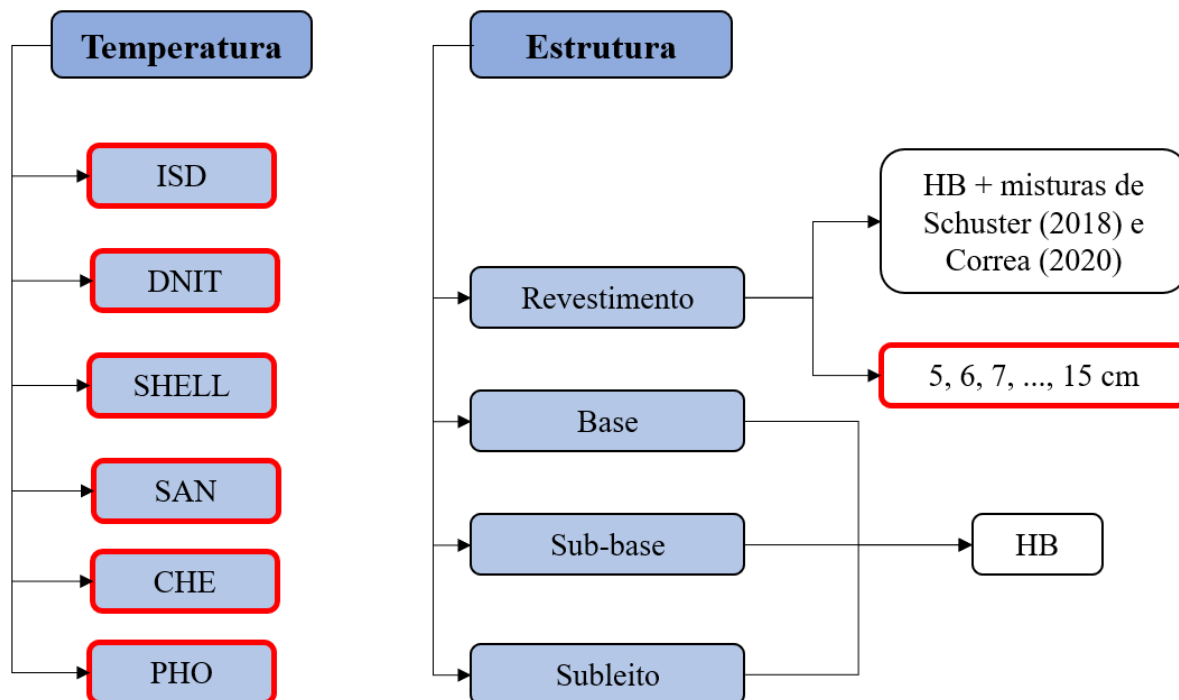 Temperatura
ISD
DNIT
SHELL
SAN
CHE
PHO
Estrutura
Revestimento
Base
Sub-base
Subleito
HB + misturas de
Schuster (2018) e
Correa (2020)
5, 6, 7, ..., 15 cm
HB